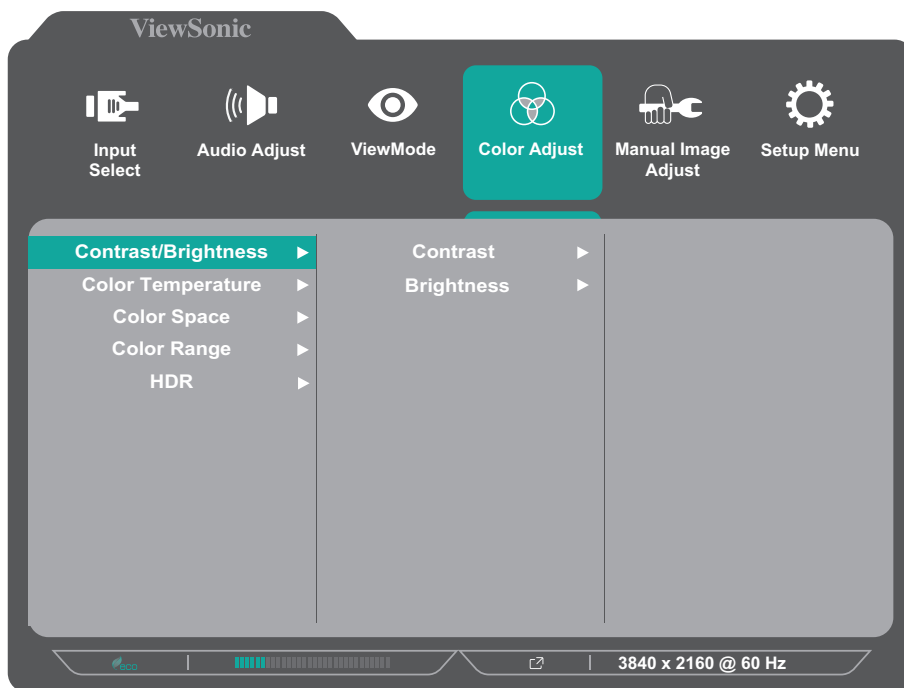 ViewSonic
Input Select
Audio Adjust
ViewMode
Color Adjust
Manual Image Adjust
Setup Menu
Contrast/Brightness
Contrast
Color Temperature
Brightness
Color Space
Color Range
HDR
eco
3840 x 2160 @ 60 Hz